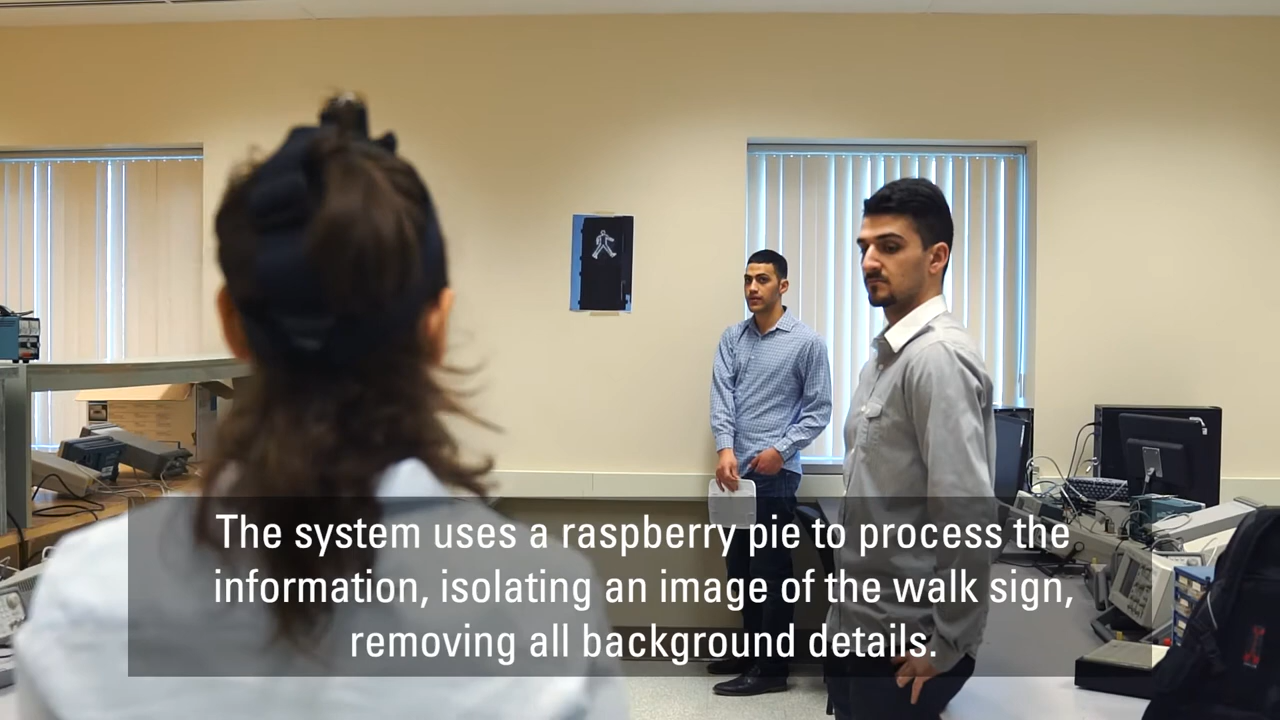 The system uses a raspberry pie to process the
information, isolating an image of the walk sign,
removing all background details.